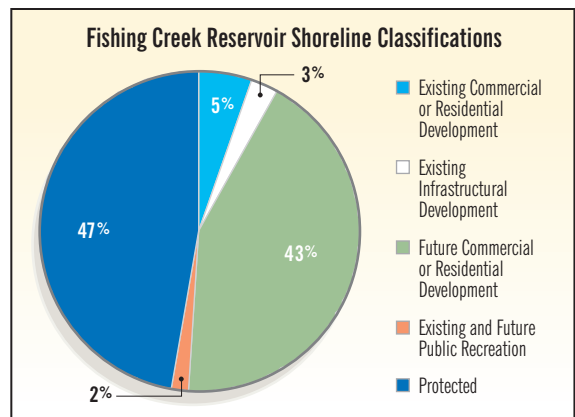 Fishing Creek Reservoir Shoreline Classifications
3%
5%
47%
43%
2%
Existing Commercial
or Residential
Development
Existing
Infrastructural
Development
Future Commercial
or Residential
Development
Existing and Future
Public Recreation
Protected